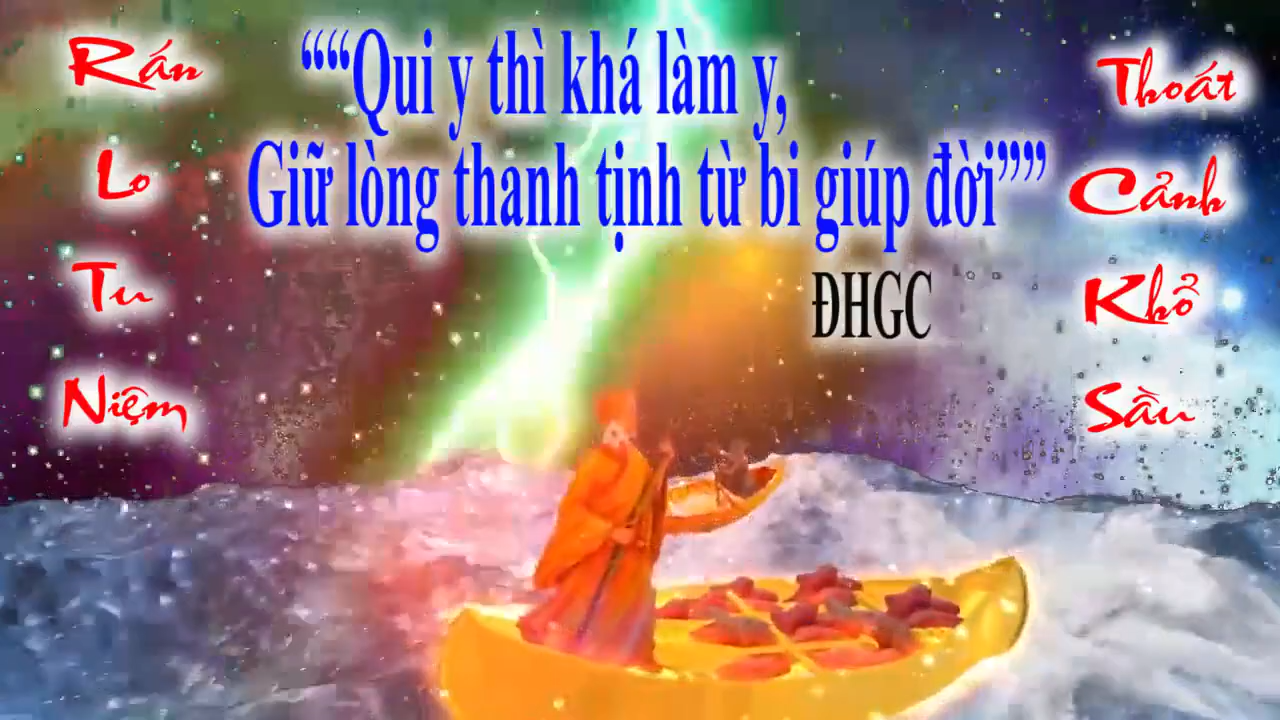 Rán
Lo
Tu
Niệm
““Qui y thì khá làm y,
Giữ lòng thanh tịnh từ bi giúp đời””
ĐHGC
Thoát
Cảnh
Khổ
Sầu